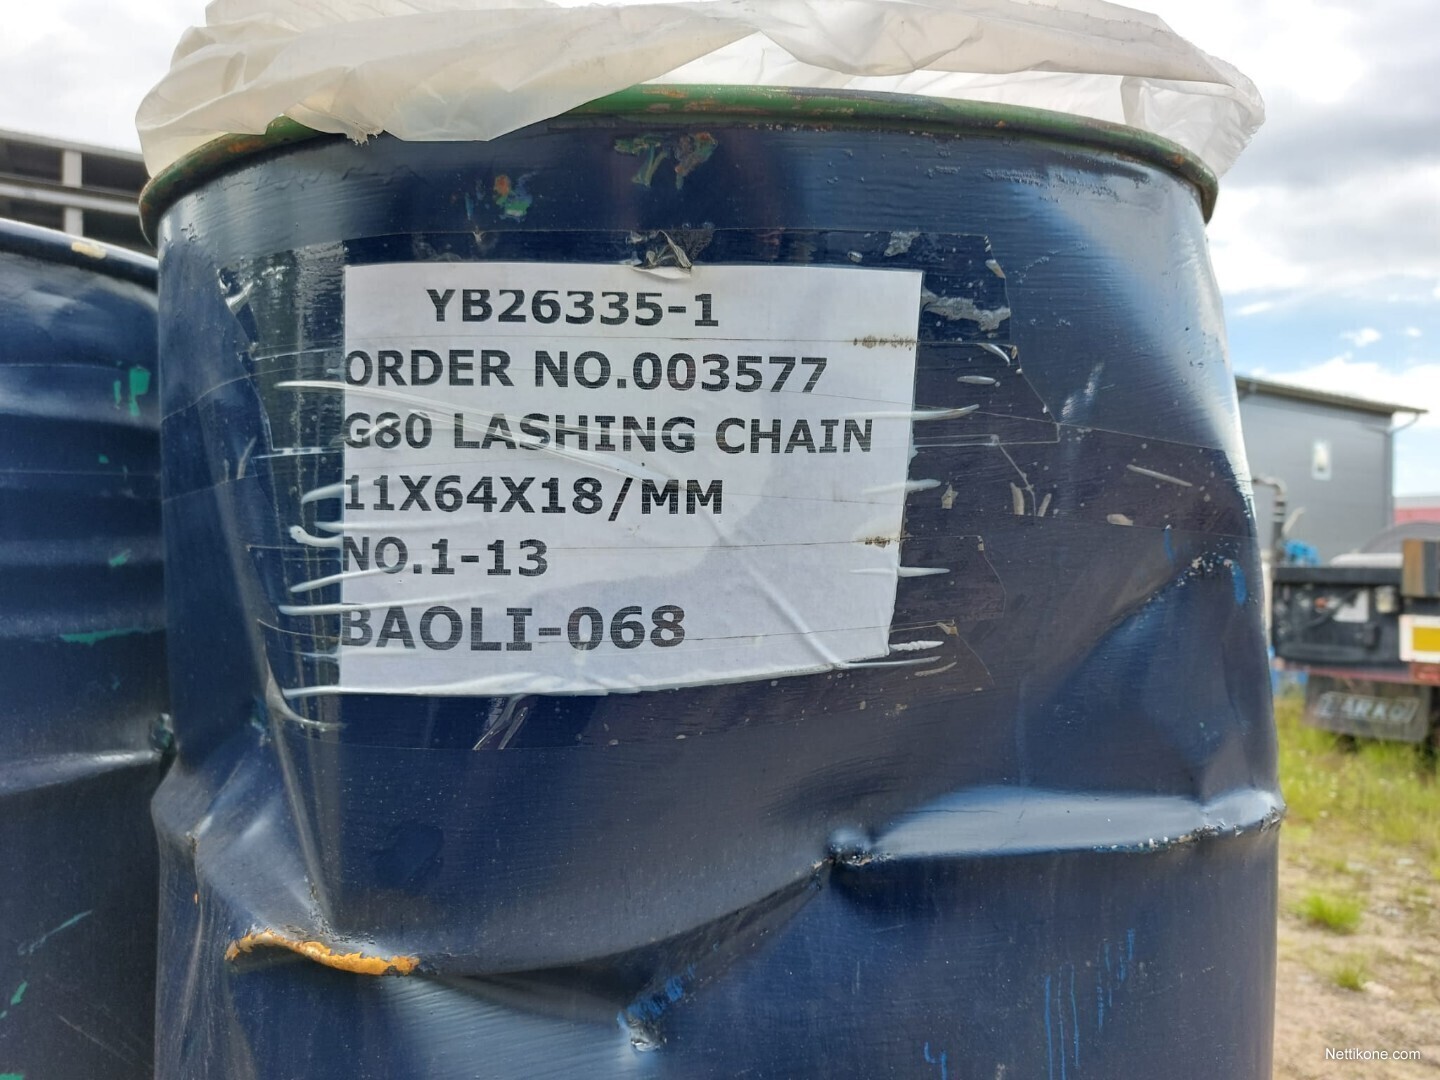 YB26335-1
ORDER NO.003577
G80 LASHING CHAIN
11X64X18/MM
NO.1-13
BAOLI-068
Nettikone.com